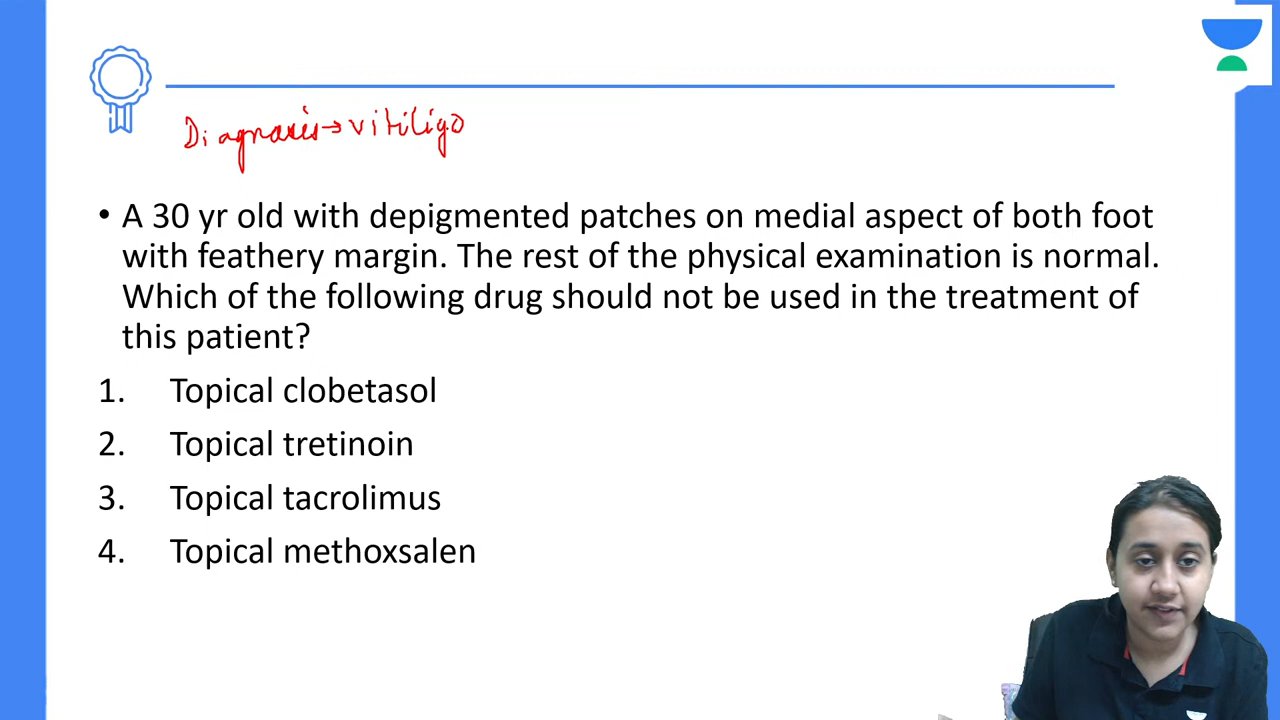 Diagnosis → vitiligo
• A 30 yr old with depigmented patches on medial aspect of both foot
with feathery margin. The rest of the physical examination is normal.
Which of the following drug should not be used in the treatment of
this patient?
1. Topical clobetasol
2. Topical tretinoin
3. Topical tacrolimus
4. Topical methoxsalen